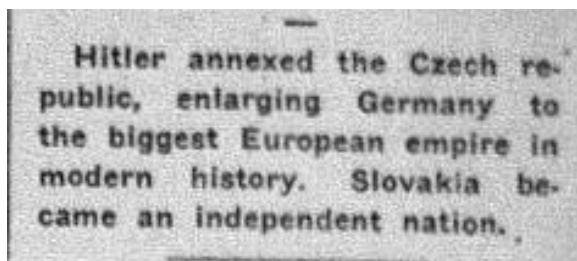 Hitler annexed the Czech re-
public, enlarging Germany to
the biggest European empire in
modern history. Slovakia be-
came an independent nation.